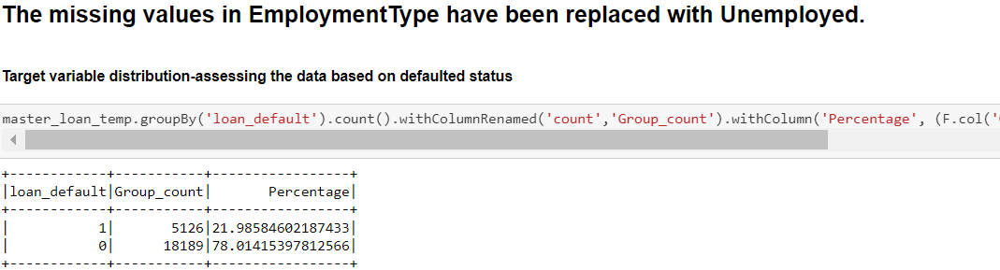 The missing values in EmploymentType have been replaced with Unemployed.
Target variable distribution-assessing the data based on defaulted status
master_loan_temp.groupBy('loan_default').count().withColumnRenamed('count','Group_count').withColumn('Percentage', (F.col('
+------------+-----------+-----------------+
|loan_default|Group_count|       Percentage|
+------------+-----------+-----------------+
|           1|       5126|21.98584602187433|
|           0|      18189|78.01415397812566|
+------------+-----------+-----------------+